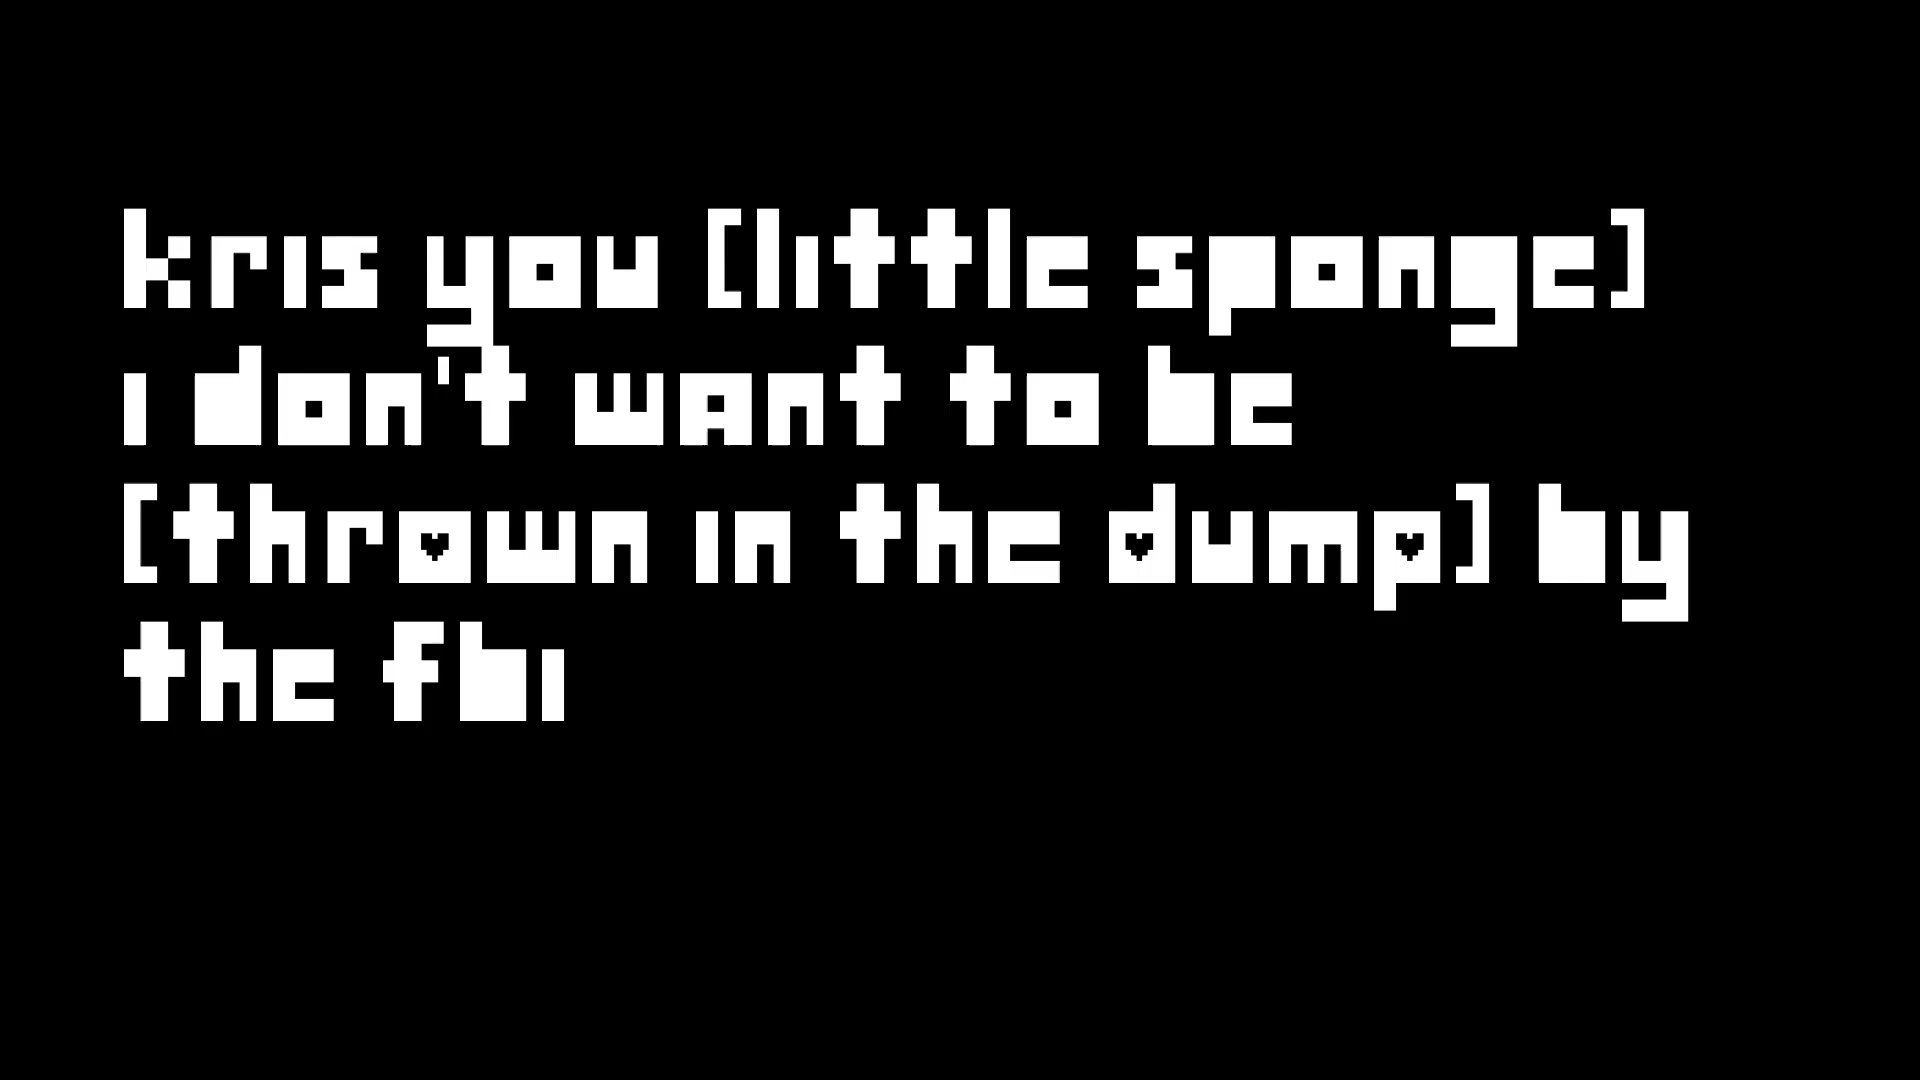 kris you [little sponge]
i don't want to be
[thrown in the dump] by
the fbi